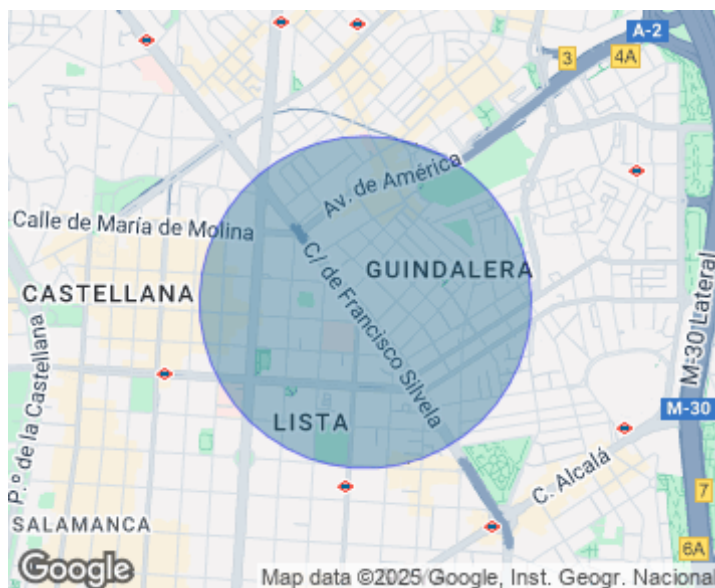 A-2
4A
3
Av. de América
Calle de María de Molina
C/ de Francisco Silvela
GUINDALERA
CASTELLANA
M-30 Lateral
P.º de la Castellana
M-30
LISTA
C. Alcalá
7
SALAMANCA
6A
Google
Map data ©2025 Google, Inst. Geogr. Nacional